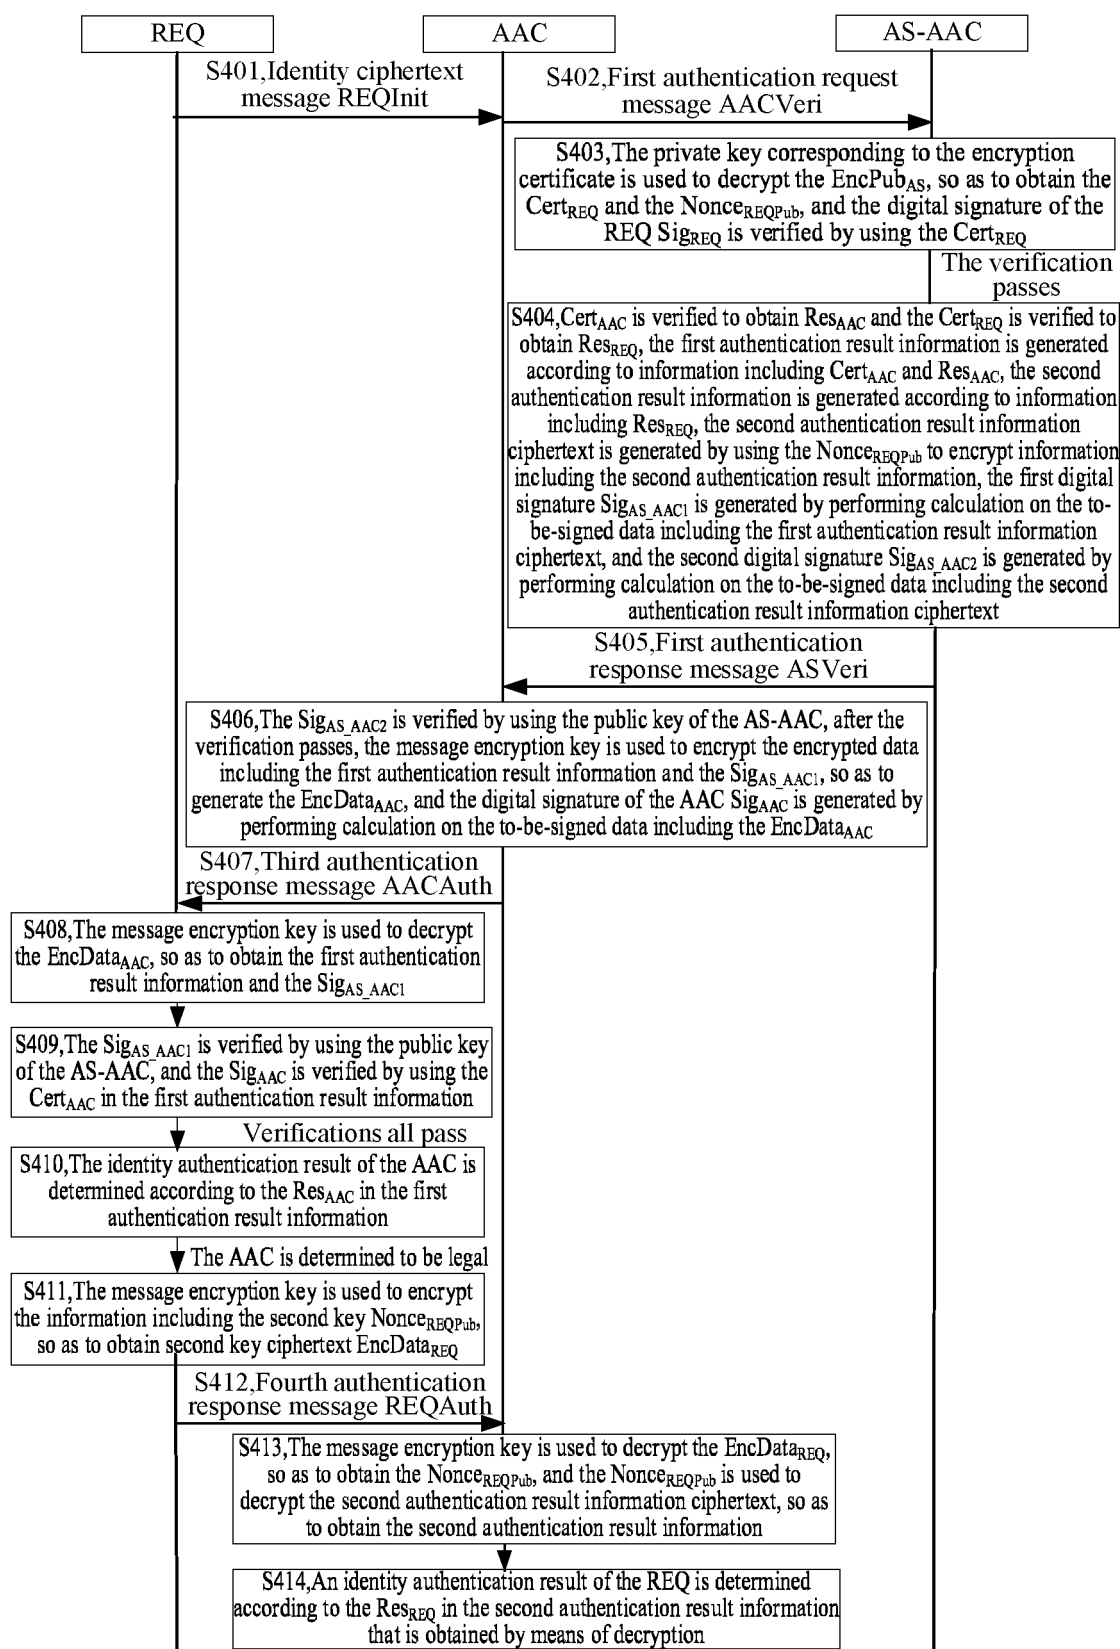 REQ
AAC
AS-AAC
S401,Identity ciphertext
message REQInit
S402,First authentication request
message AACVeri
S403,The private key corresponding to the encryption
certificate is used to decrypt the EncPubAS, so as to obtain the
CertREQ and the NonceREQPub, and the digital signature of the
REQ SigREQ is verified by using the CertREQ
The verification
passes
S404,CertAAC is verified to obtain ResAAC and the CertREQ is verified to
obtain ResREQ, the first authentication result information is generated
according to information including CertAAC and ResAAC, the second
authentication result information is generated according to information
including ResREQ, the second authentication result information
ciphertext is generated by using the NonceREQPub to encrypt information
including the second authentication result information, the first digital
signature SigAS_AAC1 is generated by performing calculation on the to-
be-signed data including the first authentication result information
ciphertext, and the second digital signature SigAS_AAC2 is generated by
performing calculation on the to-be-signed data including the second
authentication result information ciphertext
S405,First authentication
response message ASVeri
S406,The SigAS_AAC2 is verified by using the public key of the AS-AAC, after the
verification passes, the message encryption key is used to encrypt the encrypted data
including the first authentication result information and the SigAS_AAC1, so as to
generate the EncDataAAC, and the digital signature of the AAC SigAAC is generated by
performing calculation on the to-be-signed data including the EncDataAAC
S407,Third authentication
response message AACAuth
S408,The message encryption key is used to decrypt
the EncDataAAC, so as to obtain the first authentication
result information and the SigAS_AAC1
S409,The SigAS_AAC1 is verified by using the public key
of the AS-AAC, and the SigAAC is verified by using the
CertAAC in the first authentication result information
Verifications all pass
S410,The identity authentication result of the AAC is
determined according to the ResAAC in the first
authentication result information
The AAC is determined to be legal
S411,The message encryption key is used to encrypt
the information including the second key NonceREQPub,
so as to obtain second key ciphertext EncDataREQ
S412,Fourth authentication
response message REQAuth
S413,The message encryption key is used to decrypt the EncDataREQ,
so as to obtain the NonceREQPub, and the NonceREQPub is used to
decrypt the second authentication result information ciphertext, so as
to obtain the second authentication result information
S414,An identity authentication result of the REQ is determined
according to the ResREQ in the second authentication result information
that is obtained by means of decryption